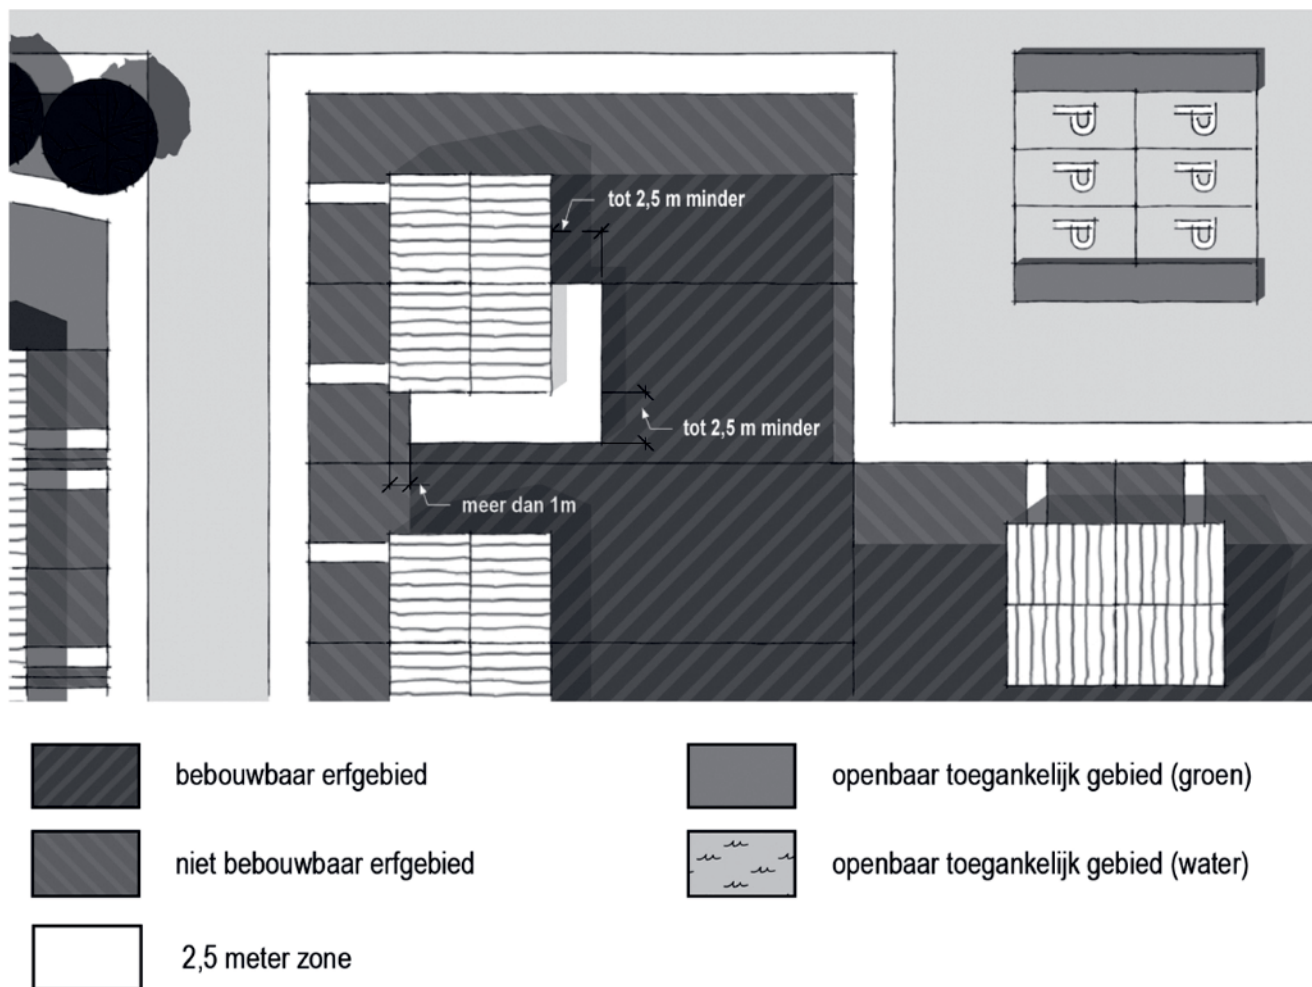 tot 2,5 m minder
P P
P P
P P
tot 2,5 m minder
meer dan 1m
bebouwbaar erfgebied
openbaar toegankelijk gebied (groen)
niet bebouwbaar erfgebied
openbaar toegankelijk gebied (water)
2,5 meter zone